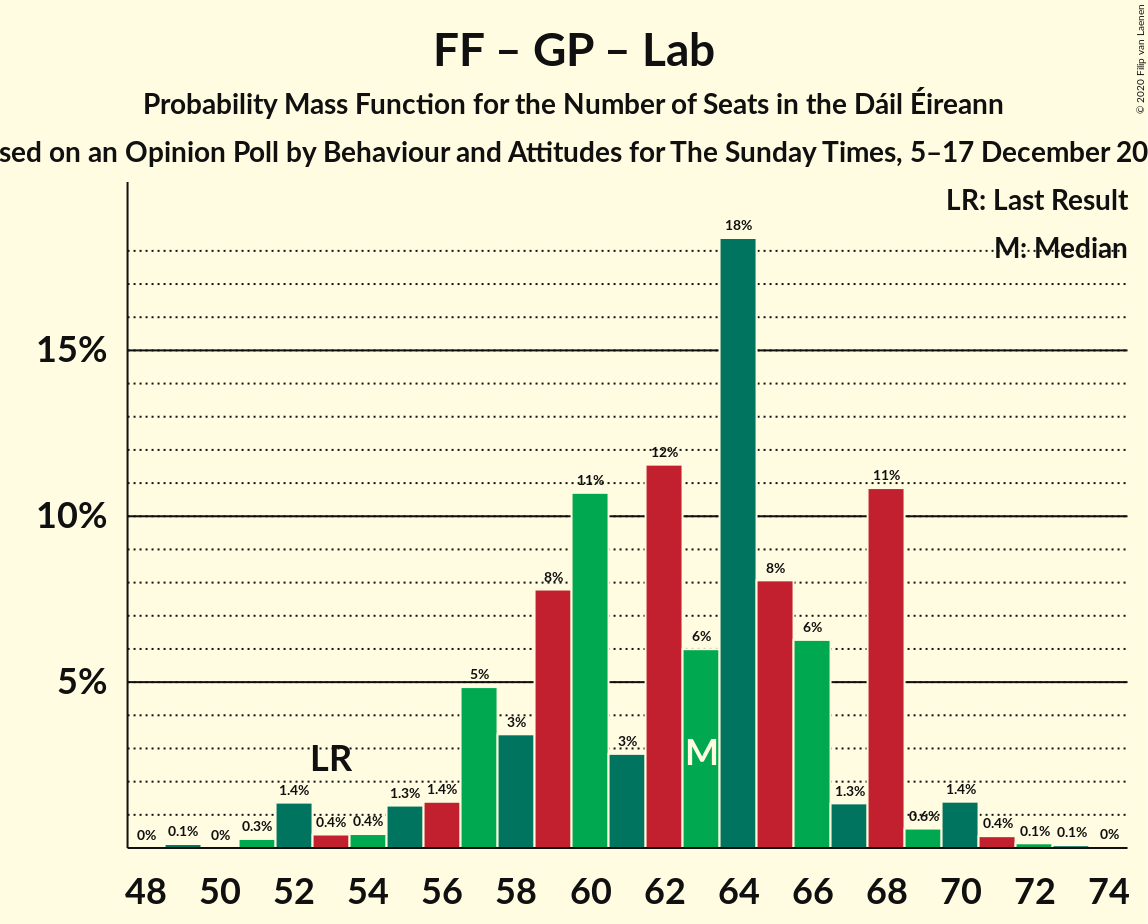 FF – GP – Lab
Probability Mass Function for the Number of Seats in the Dáil Éireann
sed on an Opinion Poll by Behaviour and Attitudes for The Sunday Times, 5–17 December 20
© 2020 Filip van Laenen
LR: Last Result
M: Median
15%
10%
5%
0% 0.1% 0% 0.3% 1.4% 0.4% 0.4% 1.3% 1.4% 5% 3% 8% 11% 3% 12% 6% 18% 8% 6% 1.3% 11% 0.6% 1.4% 0.4% 0.1% 0.1% 0%
LR
M
48 50 52 54 56 58 60 62 64 66 68 70 72 74